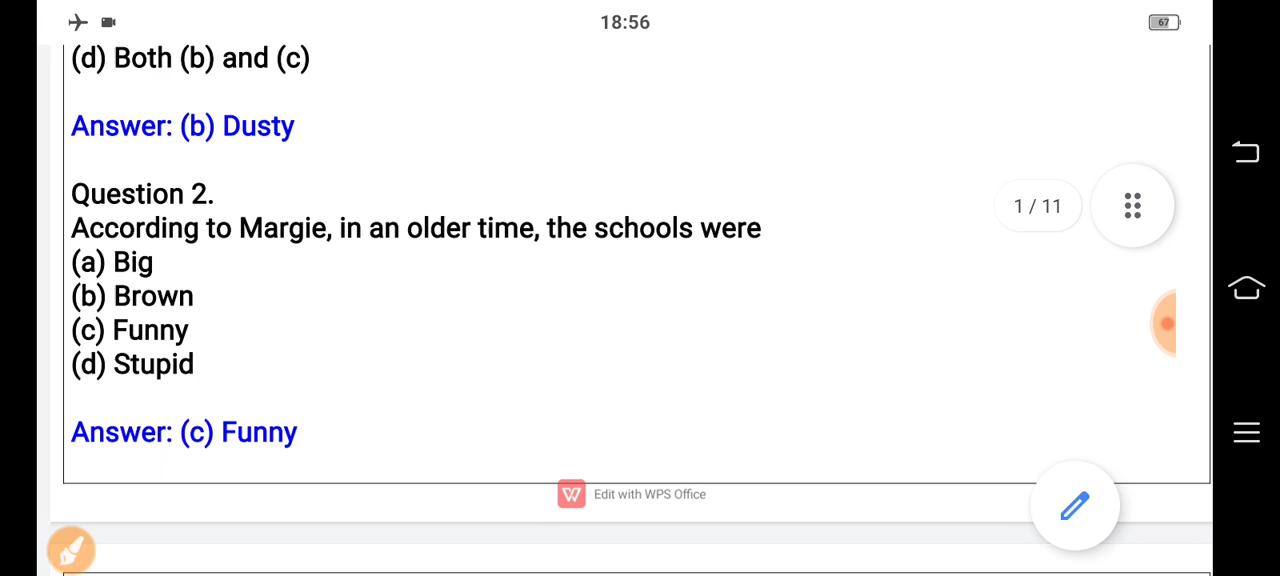 18:56
67
(d) Both (b) and (c)
Answer: (b) Dusty
Question 2.
1 / 11
According to Margie, in an older time, the schools were
(a) Big
(b) Brown
(c) Funny
(d) Stupid
Answer: (c) Funny
W Edit with WPS Office